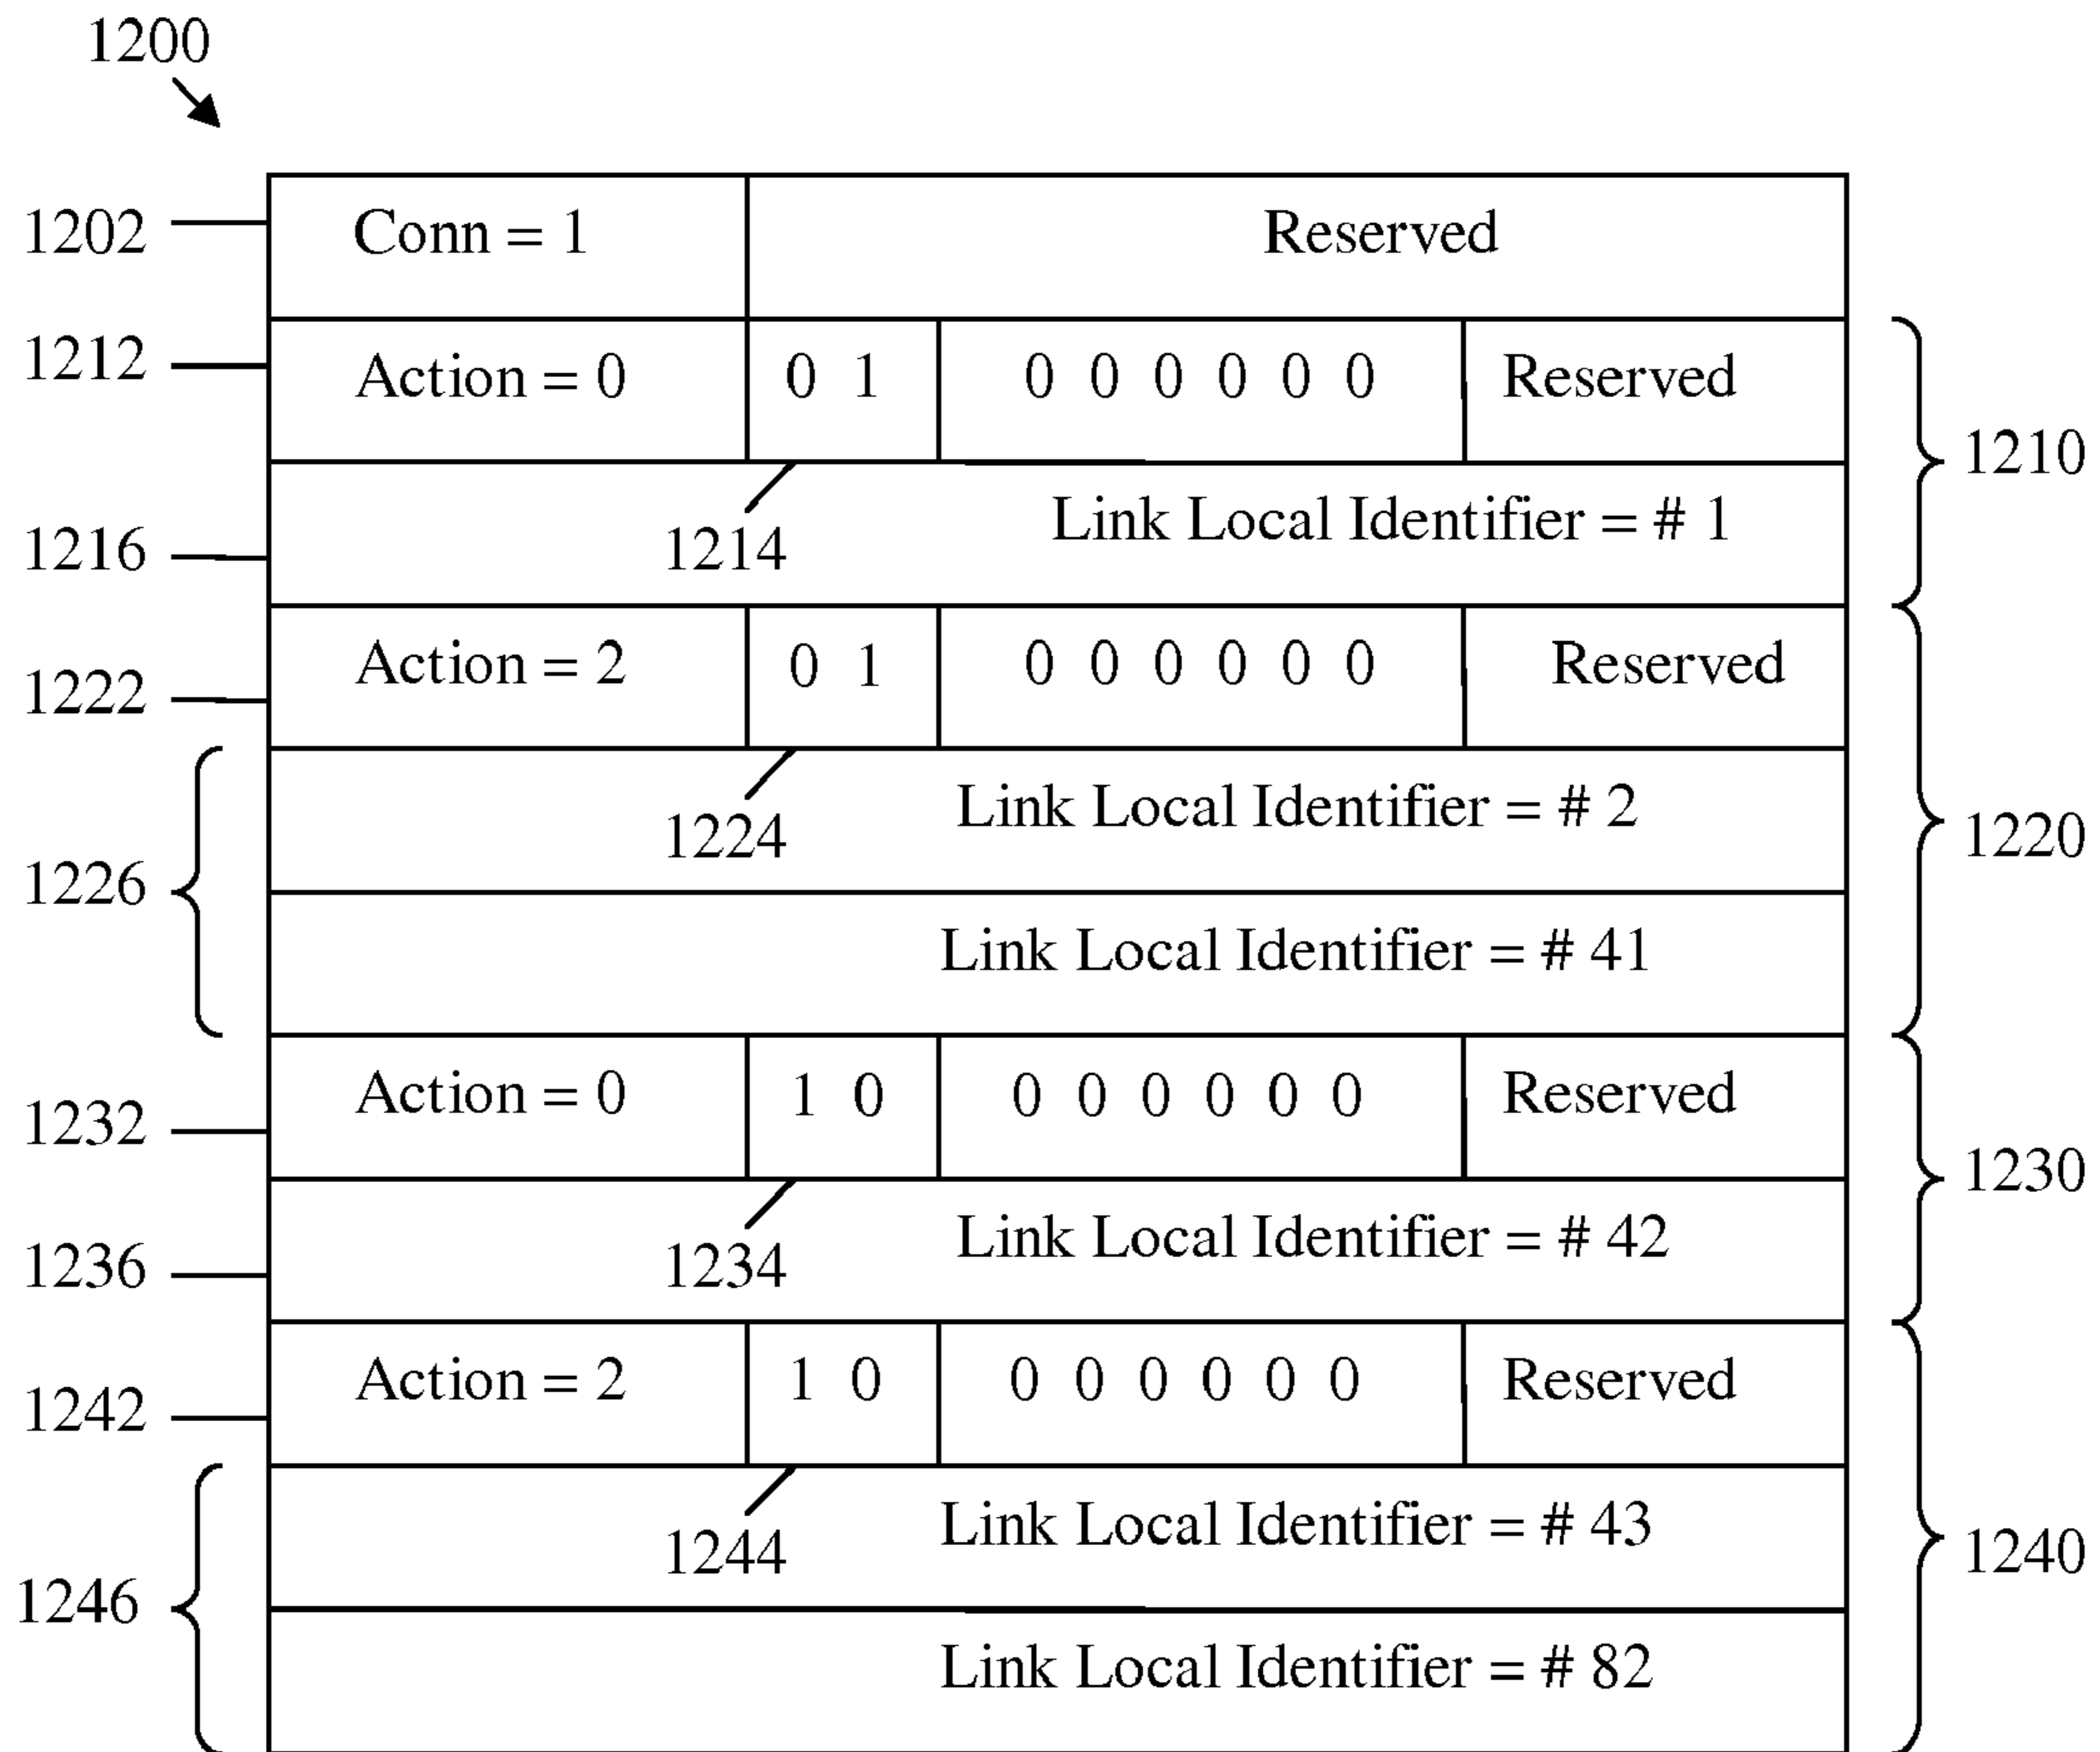 1200
1202 Conn = 1 Reserved
1212 Action = 0 0 1 0 0 0 0 0 0 Reserved
1210
1216 1214 Link Local Identifier = # 1
1222 Action = 2 0 1 0 0 0 0 0 0 Reserved
1224 Link Local Identifier = # 2
1226 1220
Link Local Identifier = # 41
1232 Action = 0 1 0 0 0 0 0 0 0 Reserved
1230
1236 1234 Link Local Identifier = # 42
1242 Action = 2 1 0 0 0 0 0 0 0 Reserved
1244 Link Local Identifier = # 43
1240
1246 Link Local Identifier = # 82